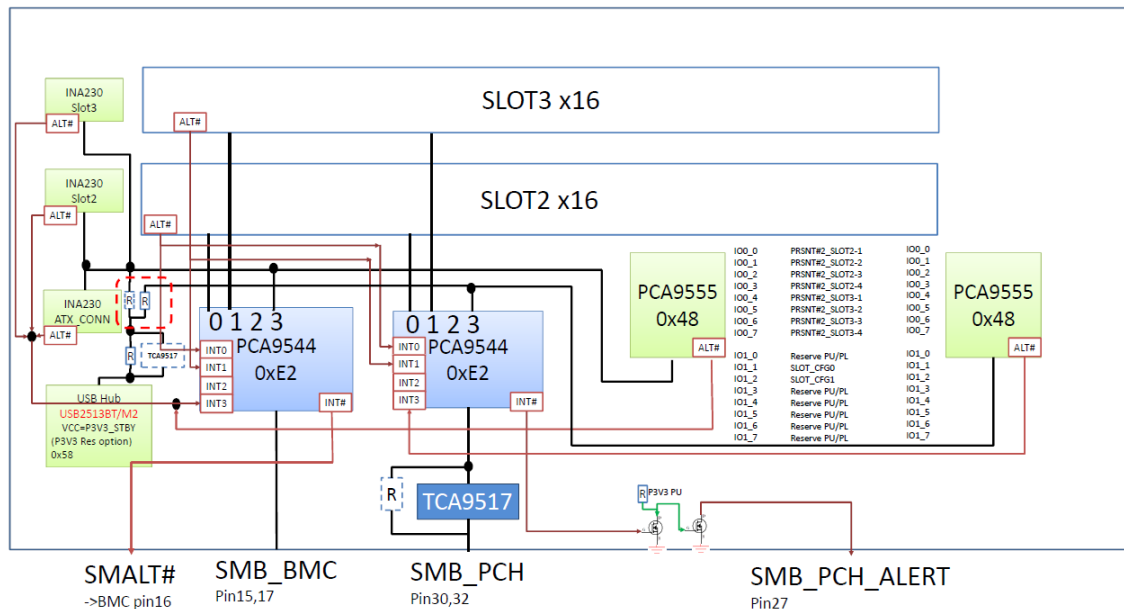 INA230
Slot3
ALT#
SLOT3 x16
ALT#
INA230
Slot2
ALT#
SLOT2 x16
ALT#
INA230
ATX_CONN
ALT#
R
R
R
TCA9517
USB Hub
USB2513BT/M2
VCC=P3V3_STBY
(P3V3 Res option)
0x58
0 1 2 3
PCA9544
0xE2
INT0
INT1
INT2
INT3
INT#
0 1 2 3
PCA9544
0xE2
INT0
INT1
INT2
INT3
INT#
PCA9555
0x48
ALT#
IO0_0 PRSNT#2_SLOT2-1 IO0_0
IO0_1 PRSNT#2_SLOT2-2 IO0_1
IO0_2 PRSNT#2_SLOT2-3 IO0_2
IO0_3 PRSNT#2_SLOT2-4 IO0_3
IO0_4 PRSNT#2_SLOT3-1 IO0_4
IO0_5 PRSNT#2_SLOT3-2 IO0_5
IO0_6 PRSNT#2_SLOT3-3 IO0_6
IO0_7 PRSNT#2_SLOT3-4 IO0_7
IO1_0 Reserve PU/PL IO1_0
IO1_1 SLOT_CFG0 IO1_1
IO1_2 SLOT_CFG1 IO1_2
IO1_3 Reserve PU/PL IO1_3
IO1_4 Reserve PU/PL IO1_4
IO1_5 Reserve PU/PL IO1_5
IO1_6 Reserve PU/PL IO1_6
IO1_7 Reserve PU/PL IO1_7
PCA9555
0x48
ALT#
R
TCA9517
R P3V3 PU
SMALT#
->BMC pin16
SMB_BMC
Pin15,17
SMB_PCH
Pin30,32
SMB_PCH_ALERT
Pin27